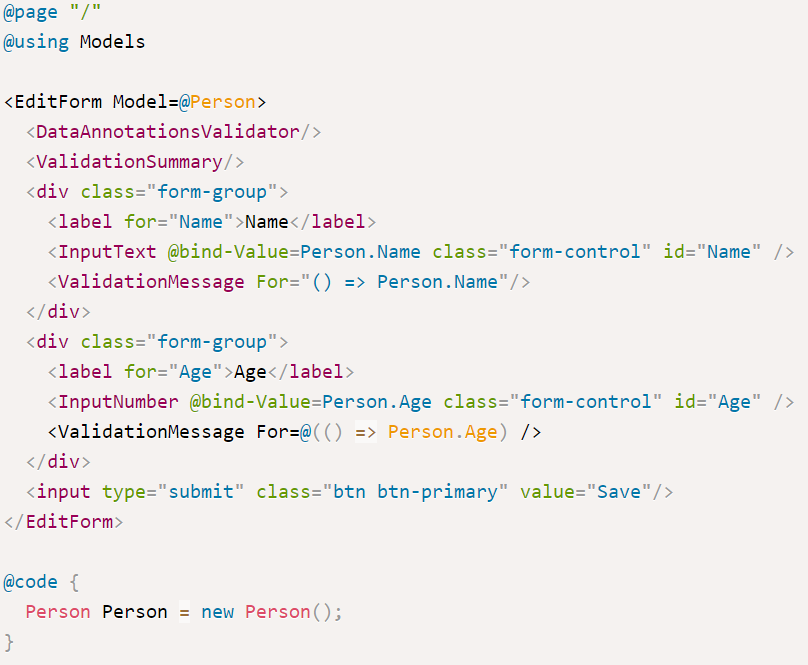 @page "/"
@using Models

<EditForm Model=@Person>
  <DataAnnotationsValidator/>
  <ValidationSummary/>
  <div class="form-group">
    <label for="Name">Name</label>
    <InputText @bind-Value=Person.Name class="form-control" id="Name" />
    <ValidationMessage For="() => Person.Name"/>
  </div>
  <div class="form-group">
    <label for="Age">Age</label>
    <InputNumber @bind-Value=Person.Age class="form-control" id="Age" />
    <ValidationMessage For=@(() => Person.Age) />
  </div>
  <input type="submit" class="btn btn-primary" value="Save"/>
</EditForm>

@code {
  Person Person = new Person();
}